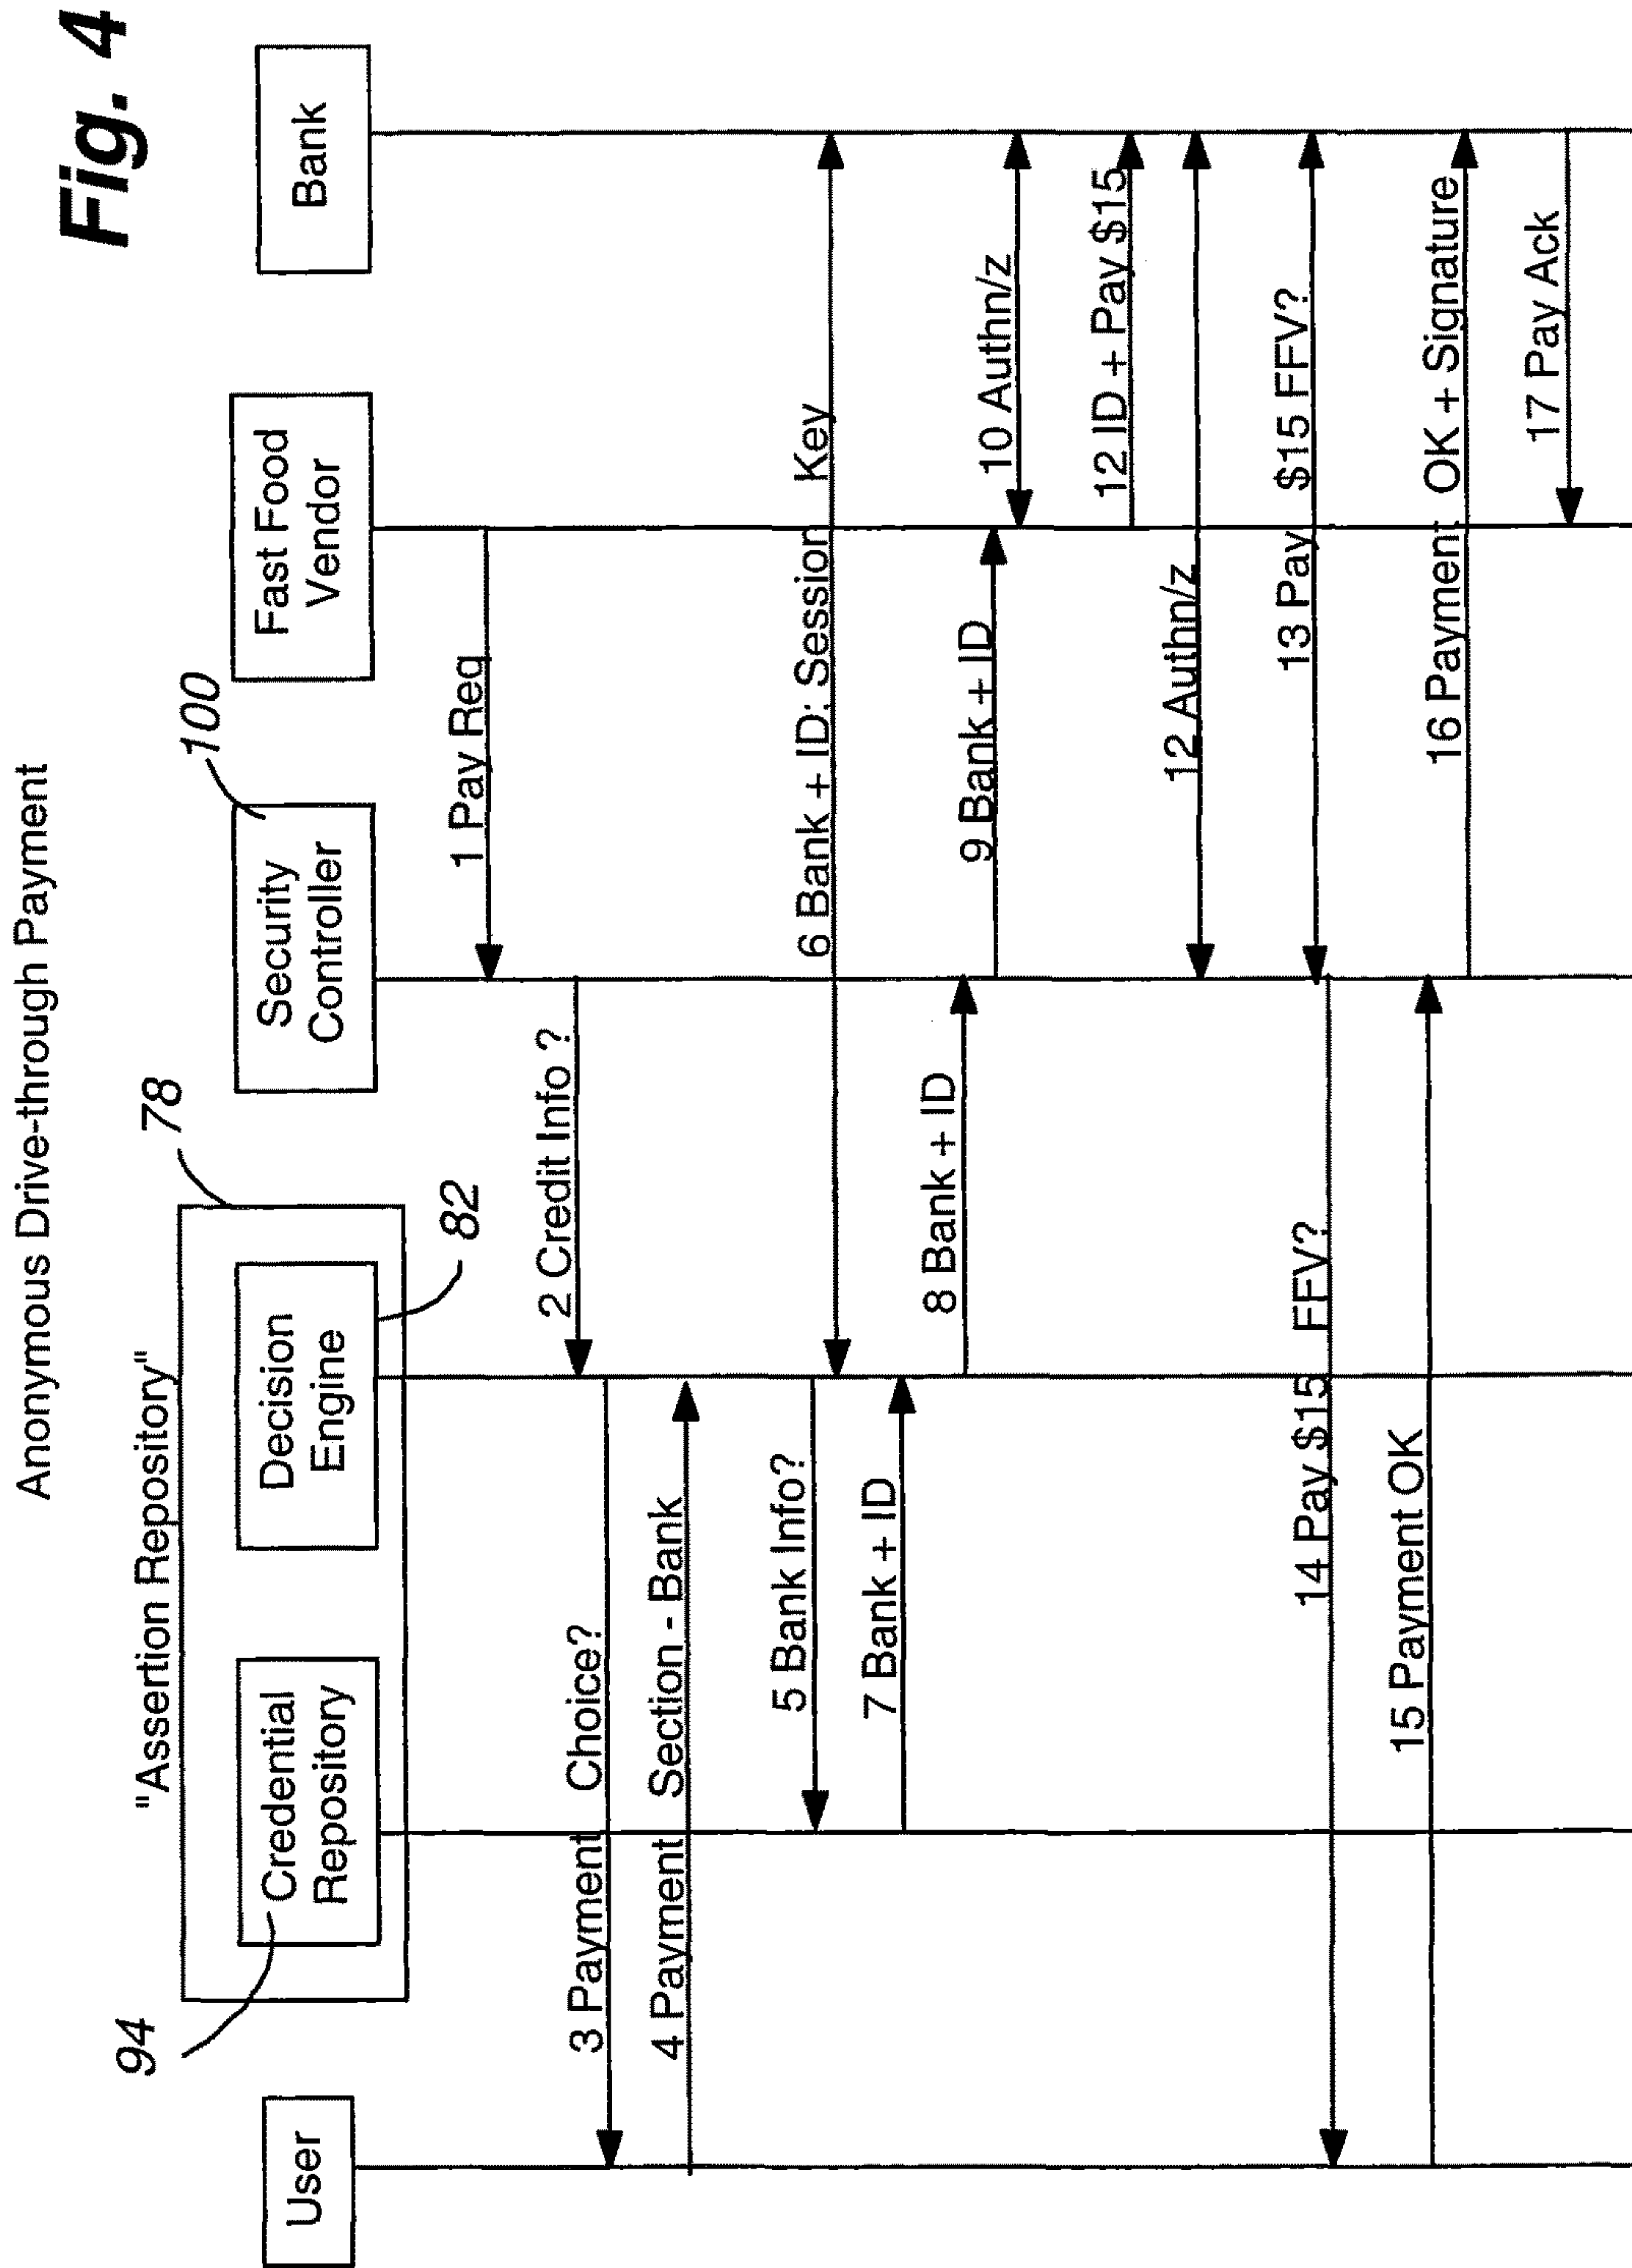 Anonymous Drive-through Payment
Fig. 4
"Assertion Repository"
94
78
100
User
Credential
Repository
Decision
Engine
82
Security
Controller
Fast Food
Vendor
Bank
1 Pay Req
2 Credit Info ?
3 Payment Choice?
4 Payment Section - Bank
5 Bank Info?
6 Bank + ID: Session Key
7 Bank + ID
8 Bank + ID
9 Bank + ID
10 Authn/z
12 ID + Pay $15
12 Authn/z
13 Pay $15 FFV?
14 Pay $15 FFV?
15 Payment OK
16 Payment OK + Signature
17 Pay Ack